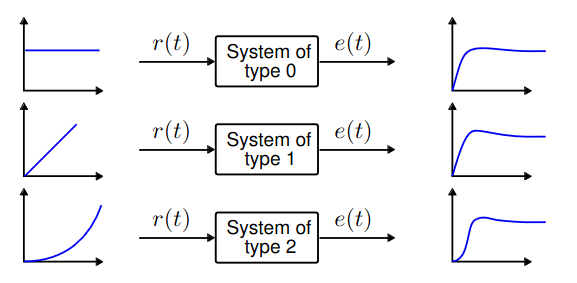 r(t)
System of
type 0
e(t)
r(t)
System of
type 1
e(t)
r(t)
System of
type 2
e(t)